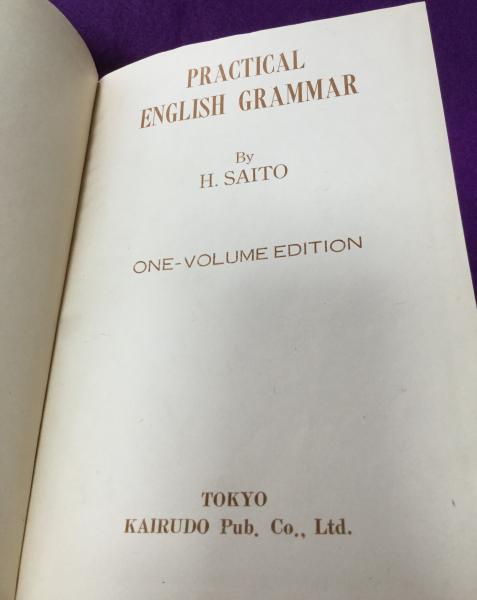 PRACTICAL
ENGLISH GRAMMAR
By
H. SAITO
ONE-VOLUME EDITION
TOKYO
KAIRUDO Pub. Co., Ltd.